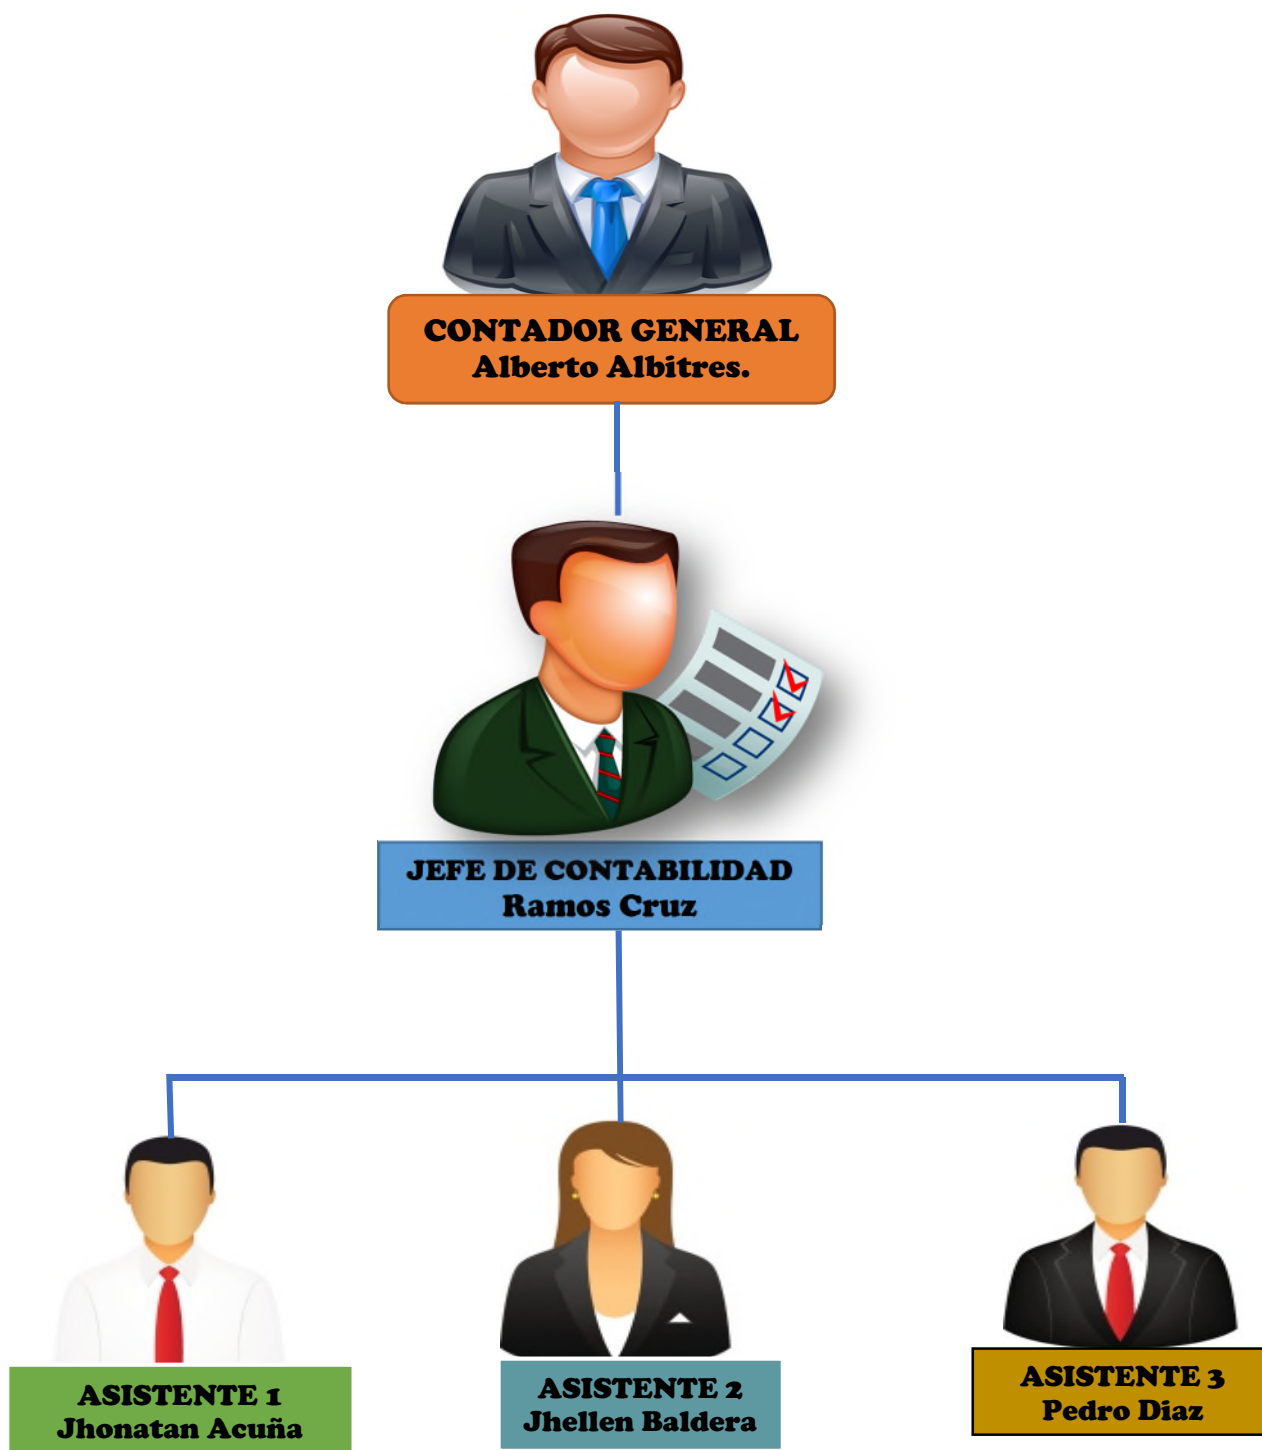 CONTADOR GENERAL
Alberto Albitres.
JEFE DE CONTABILIDAD
Ramos Cruz
ASISTENTE 1
Jhonatan Acuña
ASISTENTE 2
Jhellen Baldera
ASISTENTE 3
Pedro Diaz